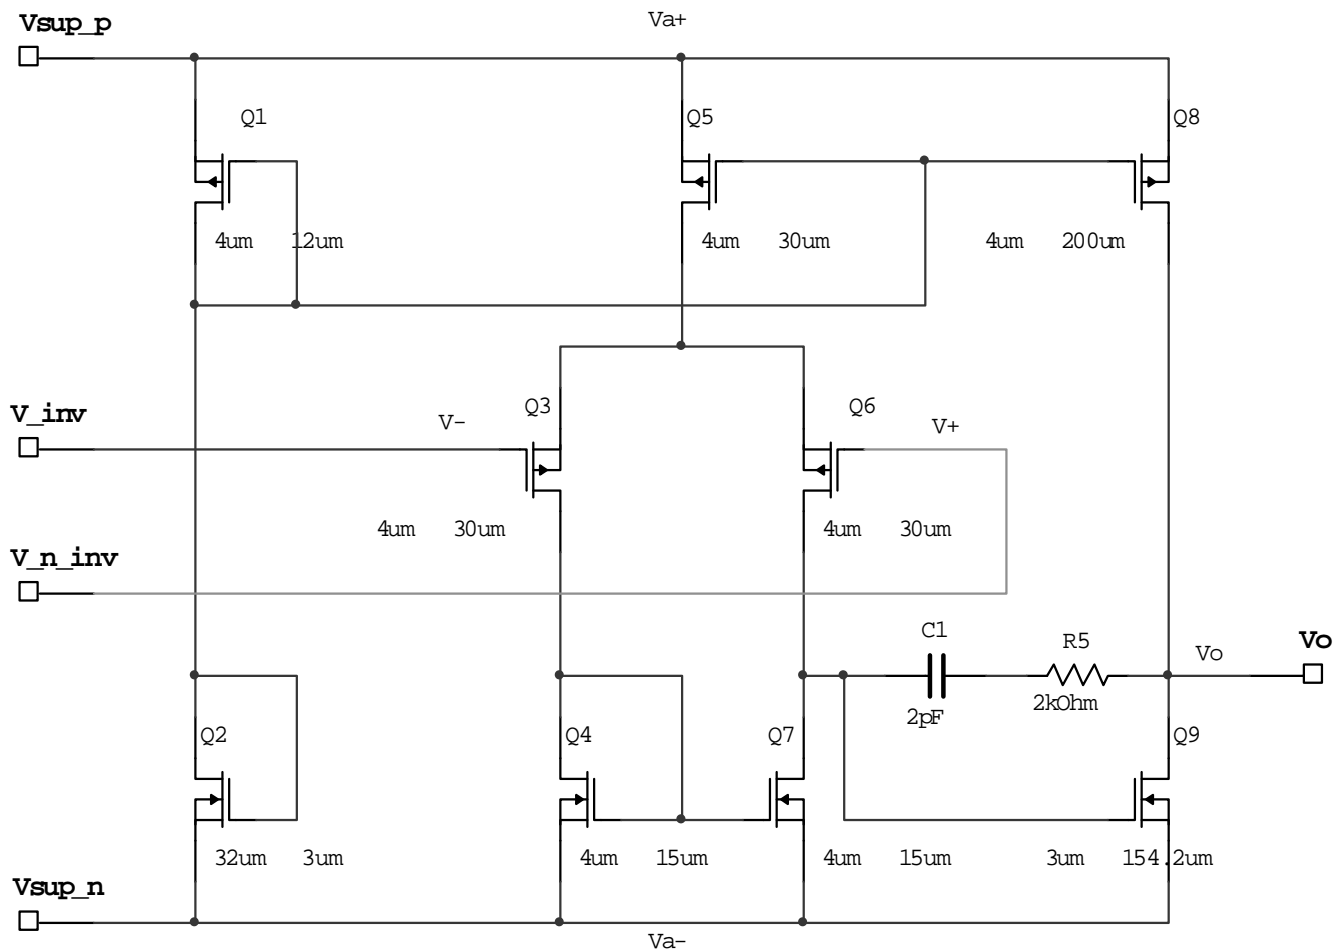 Vsup_p
Va+
Q1
Q5
Q8
4um 12um
4um 30um
4um 200um
V_inv
V-
Q3
Q6
V+
4um 30um
4um 30um
V_n_inv
C1
R5
Vo
Vo
2pF
2kOhm
Q2
Q4
Q7
Q9
32um 3um
4um 15um
4um 15um
3um 154.2um
Vsup_n
Va-